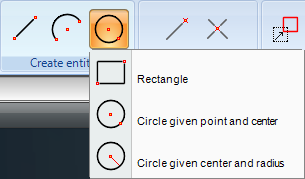 Create entit
Rectangle
Circle given point and center
Circle given center and radius